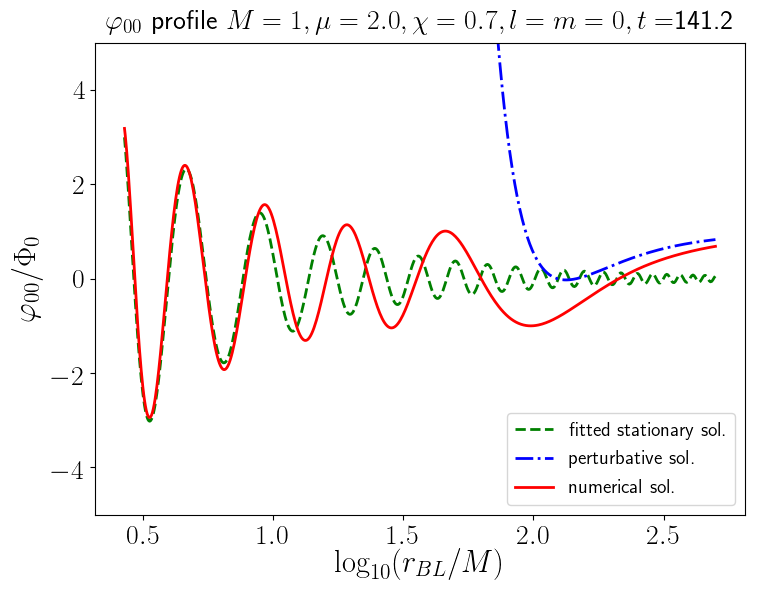 φ₀₀ profile M = 1, μ = 2.0, χ = 0.7, l = m = 0, t =141.2
φ₀₀/Φ₀
4
2
0
−2
−4
fitted stationary sol.
perturbative sol.
numerical sol.
0.5 1.0 1.5 2.0 2.5
log₁₀(r_BL/M)